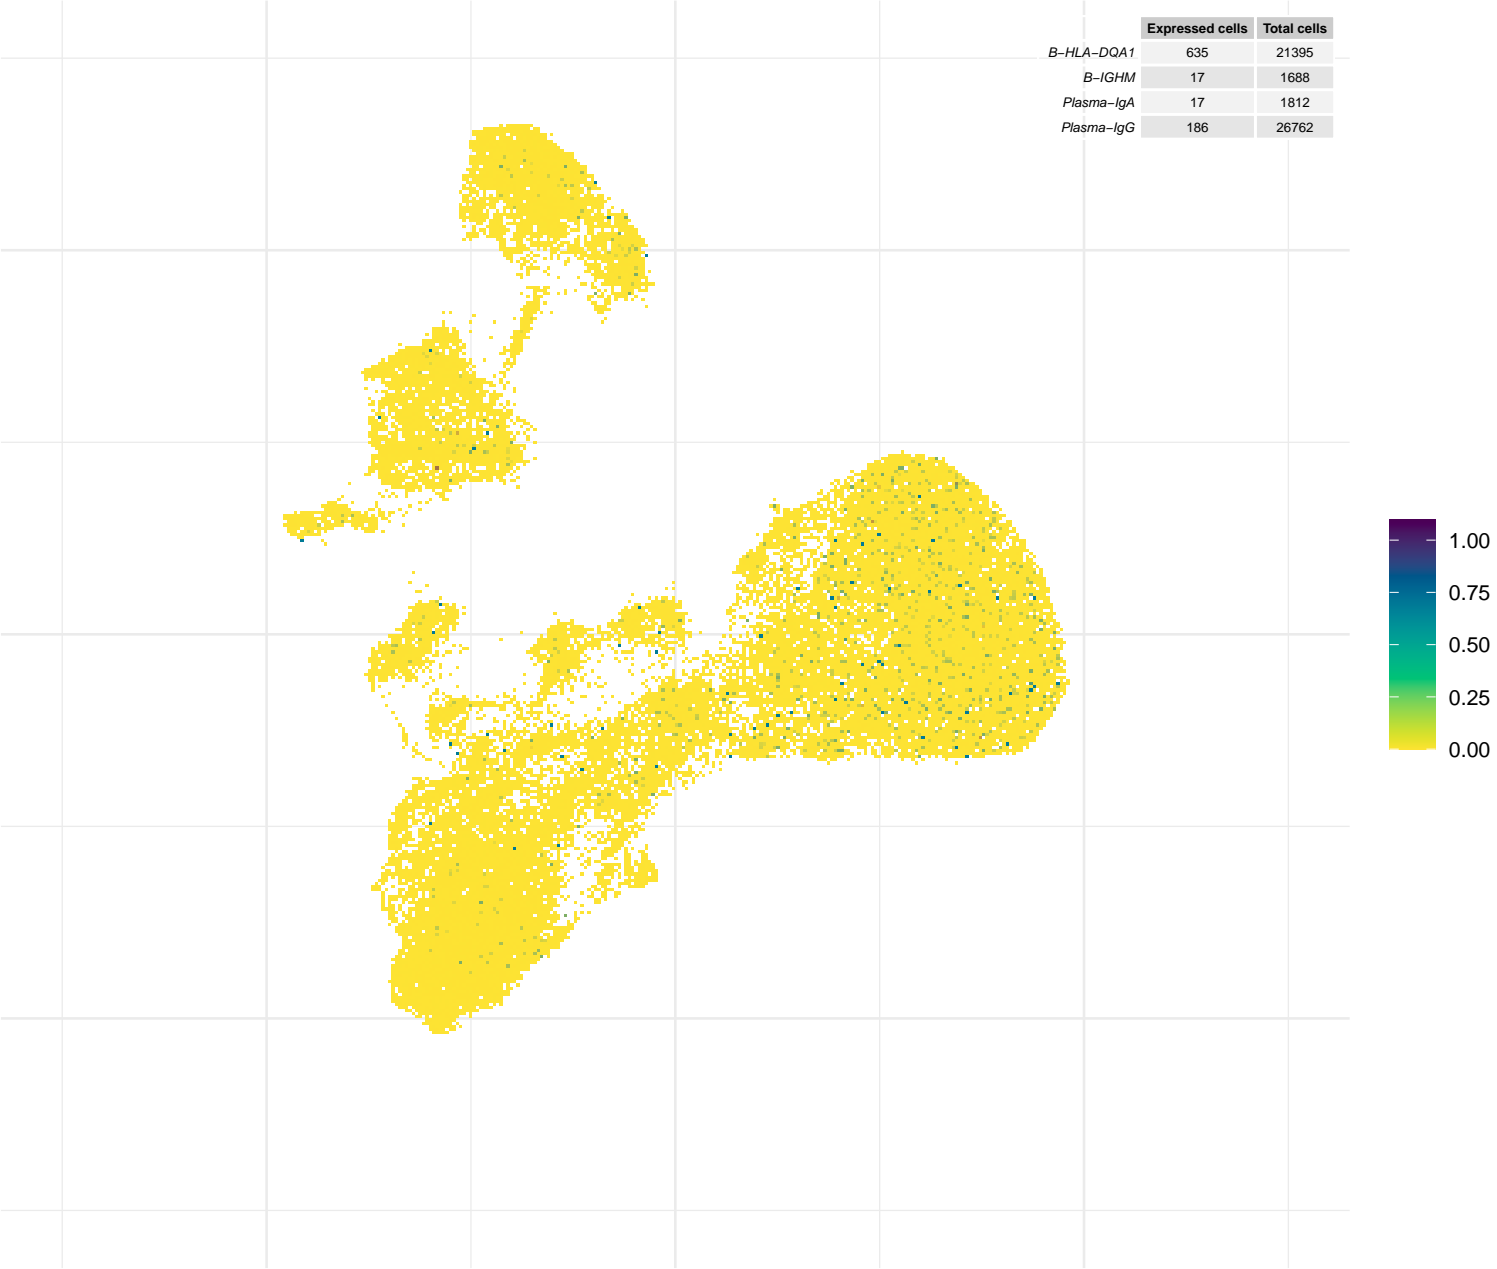 Expressed cells Total cells
B−HLA−DQA1 635 21395
B−IGHM 17 1688
Plasma−IgA 17 1812
Plasma−IgG 186 26762
1.00
0.75
0.50
0.25
0.00